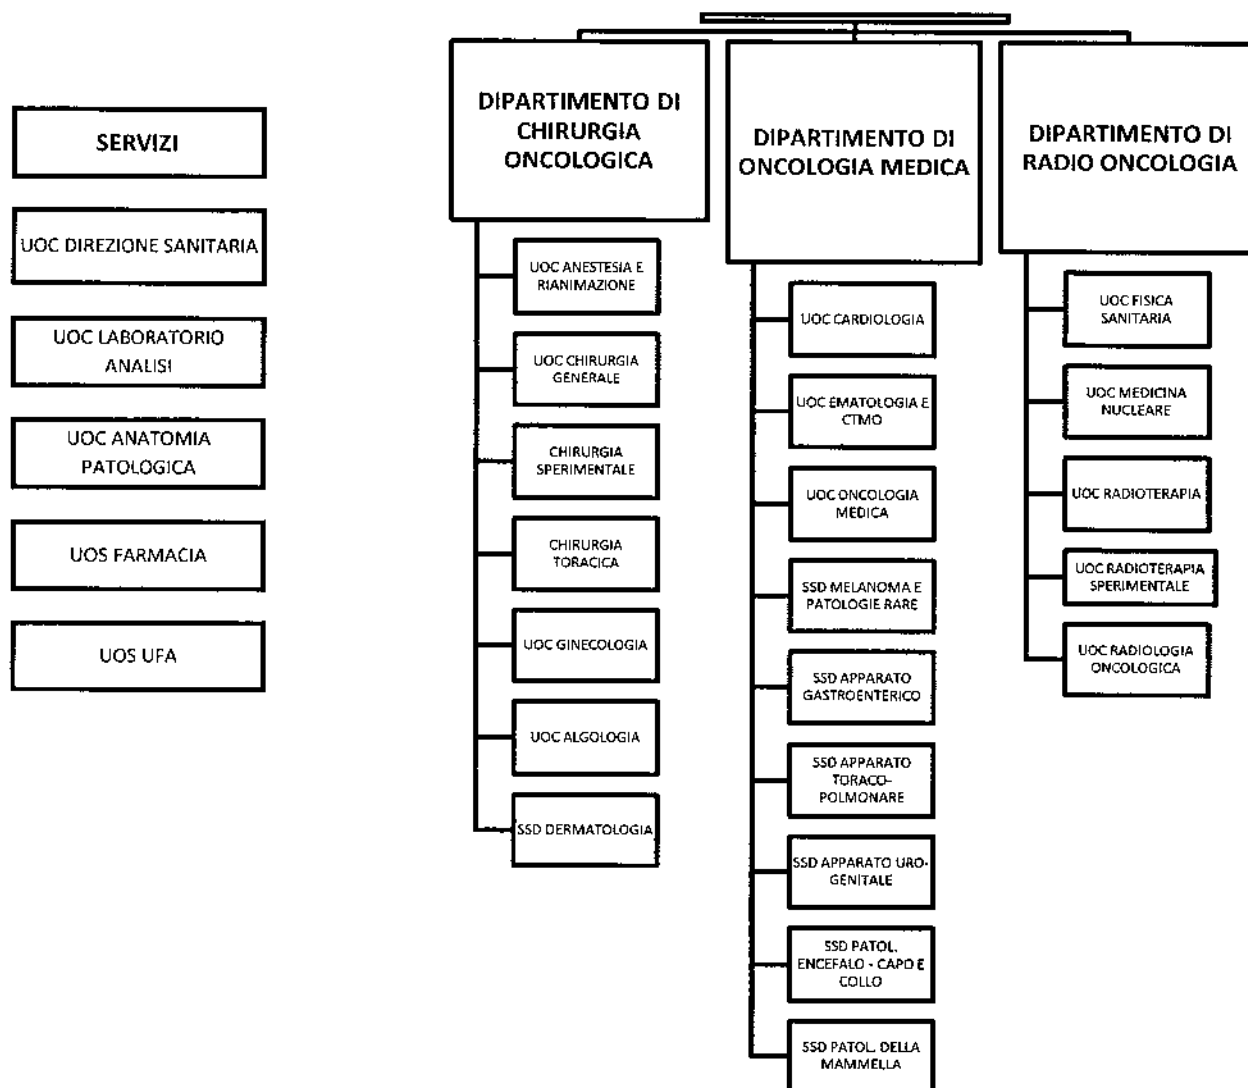 SERVIZI
UOC DIREZIONE SANITARIA
UOC LABORATORIO
ANALISI
UOC ANATOMIA
PATOLOGICA
UOS FARMACIA
UOS UFA
DIPARTIMENTO DI
CHIRURGIA
ONCOLOGICA
UOC ANESTESIA E
RIANIMAZIONE
UOC CHIRURGIA
GENERALE
CHIRURGIA
SPERIMENTALE
CHIRURGIA
TORACICA
UOC GINECOLOGIA
UOC ALGOLOGIA
SSD DERMATOLOGIA
DIPARTIMENTO DI
ONCOLOGIA MEDICA
UOC CARDIOLOGIA
UOC EMATOLOGIA E
CTMO
UOC ONCOLOGIA
MEDICA
SSD MELANOMA E
PATOLOGIE RARE
SSD APPARATO
GASTROENTERICO
SSD APPARATO
TORACO-
POLMONARE
SSD APPARATO URO-
GENITALE
SSD PATOL.
ENCEFALO - CAPO E
COLLO
SSD PATOL. DELLA
MAMMELLA
DIPARTIMENTO DI
RADIO ONCOLOGIA
UOC FISICA
SANITARIA
UOC MEDICINA
NUCLEARE
UOC RADIOTERAPIA
UOC RADIOTERAPIA
SPERIMENTALE
UOC RADIOLOGIA
ONCOLOGICA